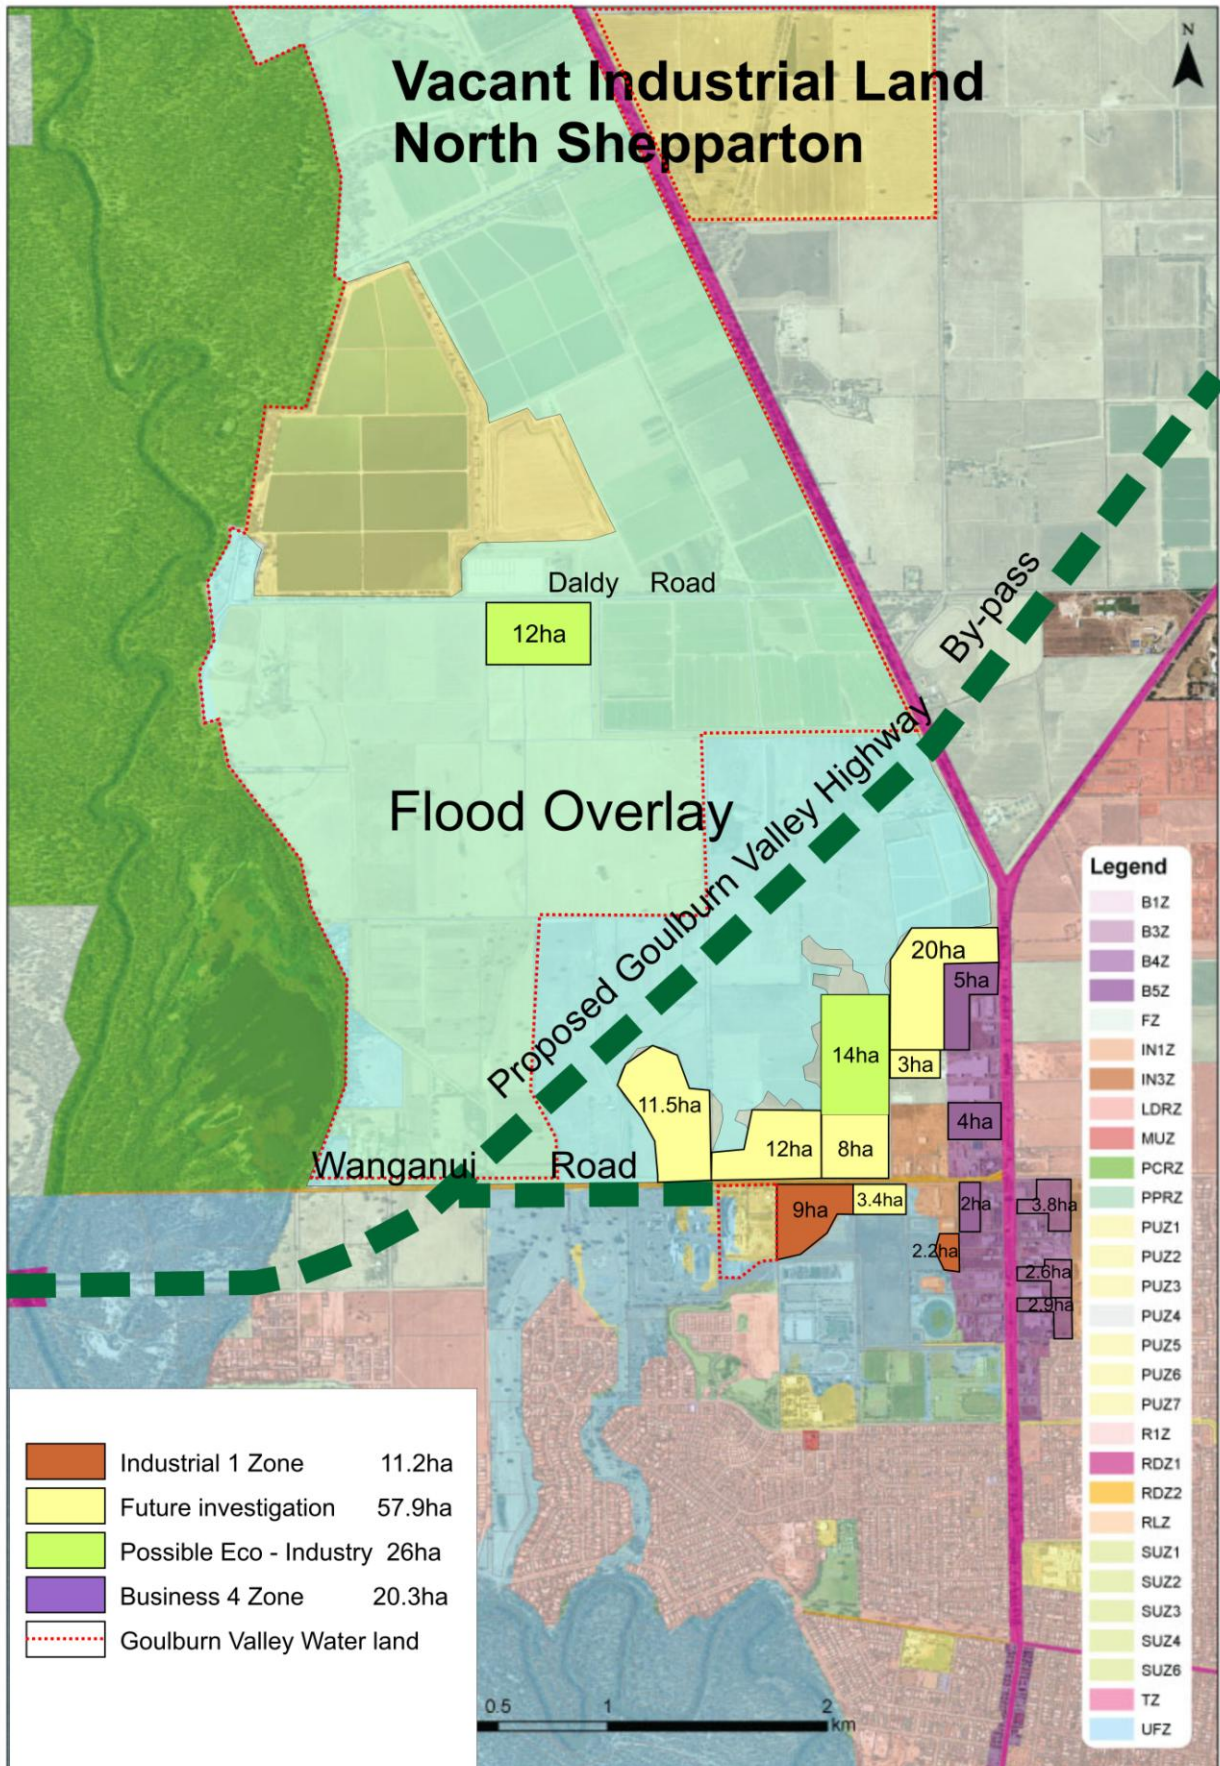 N
Vacant Industrial Land
North Shepparton
Daldy Road
12ha
By-pass
Proposed Goulburn Valley Highway
Flood Overlay
20ha
5ha
14ha
3ha
11.5ha
4ha
12ha
8ha
Wanganui Road
9ha
3.4ha
2ha
3.8ha
2.2ha
2.6ha
2.9ha
Legend
B1Z
B3Z
B4Z
B5Z
FZ
IN1Z
IN3Z
LDRZ
MUZ
PCRZ
PPRZ
PUZ1
PUZ2
PUZ3
PUZ4
PUZ5
PUZ6
PUZ7
R1Z
RDZ1
RDZ2
RLZ
SUZ1
SUZ2
SUZ3
SUZ4
SUZ6
TZ
UFZ
Industrial 1 Zone 11.2ha
Future investigation 57.9ha
Possible Eco - Industry 26ha
Business 4 Zone 20.3ha
Goulburn Valley Water land
0.5 1 2
km